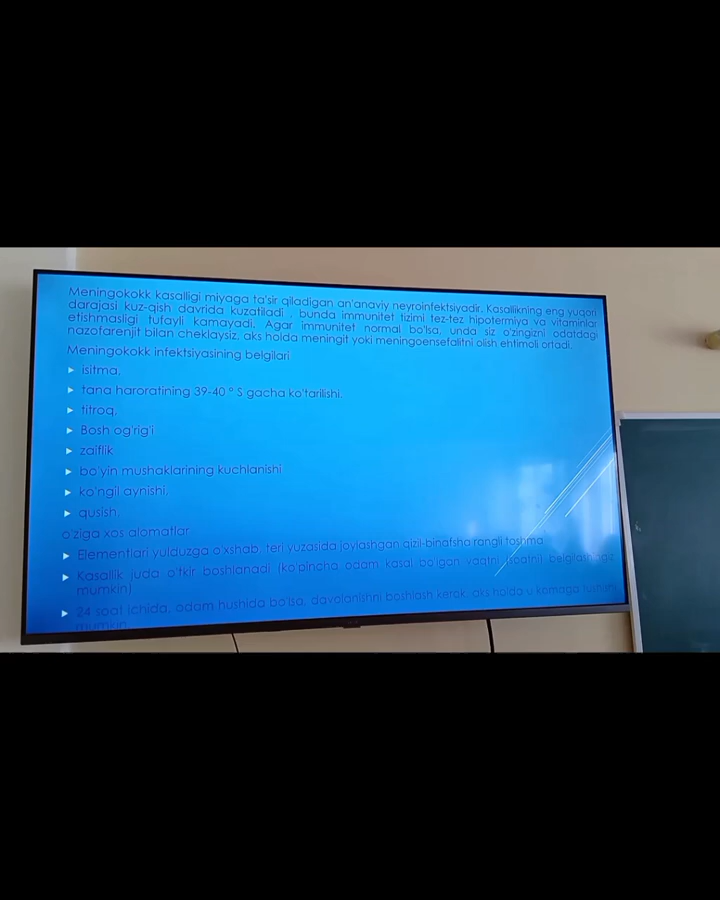 Meningokokk kasalligi miyaga ta'sir qiladigan an'anaviy neyroinfektsiyadir. Kasallikning eng yuqori
darajasi kuz-qish davrida kuzatiladi , bunda immunitet tizimi tez-tez hipotermiya va vitaminlar
etishmasligi tufayli kamayadi. Agar immunitet normal bo'lsa, unda siz o'zingizni odatdagi
nazofarenjit bilan cheklaysiz, aks holda meningit yoki meningoensefalitni olish ehtimoli ortadi.
Meningokokk infektsiyasining belgilari
► isitma,
► tana haroratining 39-40 ° S gacha ko'tarilishi.
► titroq,
► Bosh og'rig'i
► zaiflik
► bo'yin mushaklarining kuchlanishi
► ko'ngil aynishi,
► qusish.
o'ziga xos alomatlar
► Elementlari yulduzga o'xshab, teri yuzasida joylashgan qizil-binafsha rangli toshma
► Kasallik juda o'tkir boshlanadi (ko'pincha odam kasal bo'lgan vaqtni (soatni) belgilashingiz
mumkin)
► 24 soat ichida, odam hushida bo'lsa, davolanishni boshlash kerak, aks holda u komaga tushishi
mumkin.